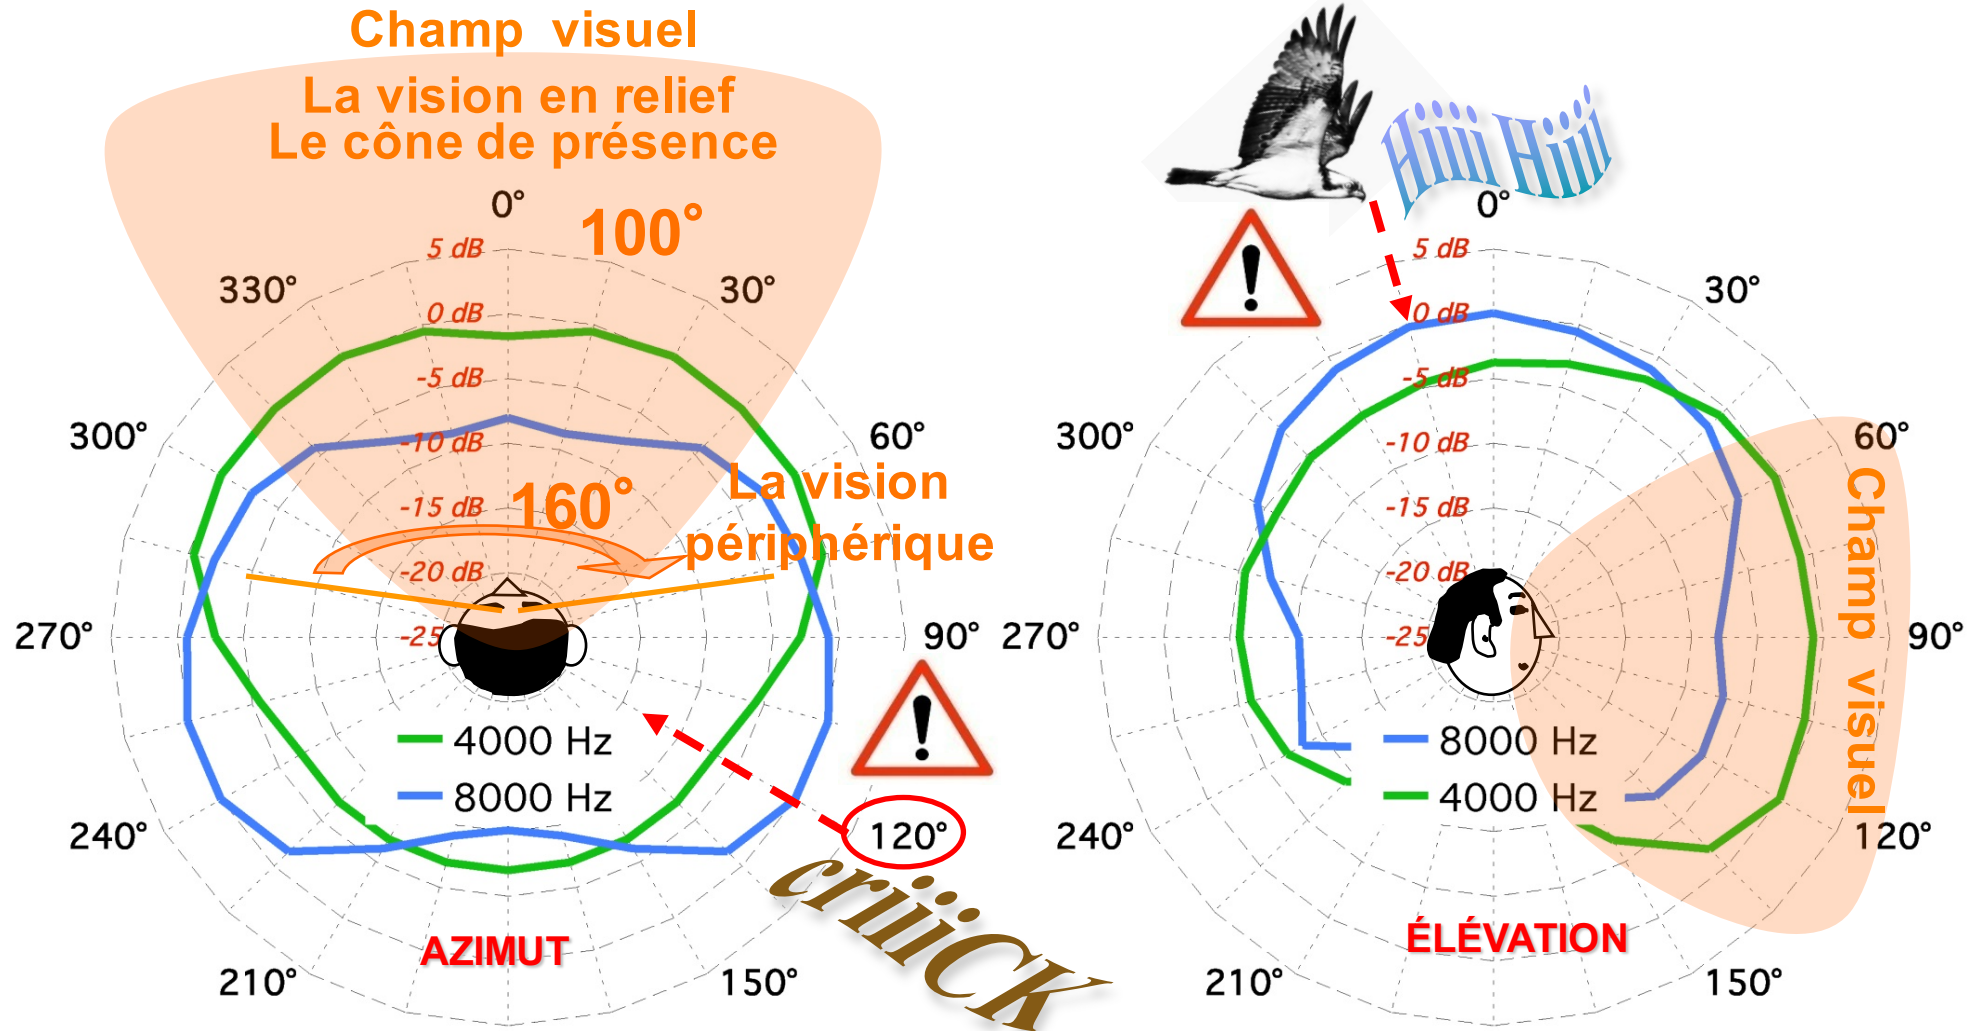 Champ visuel
La vision en relief
Le cône de présence
0°
100°
5 dB
330°
30°
0 dB
-5 dB
300°
60°
-10 dB
La vision
périphérique
-15 dB
160°
-20 dB
270°
-25
90°
4000 Hz
8000 Hz
240°
120°
criiiCK
AZIMUT
210°
150°
Hiii Hiii
0°
5 dB
30°
0 dB
-5 dB
300°
60°
-10 dB
-15 dB
-20 dB
270°
-25
90°
Champ visuel
8000 Hz
4000 Hz
240°
120°
ÉLÉVATION
210°
150°